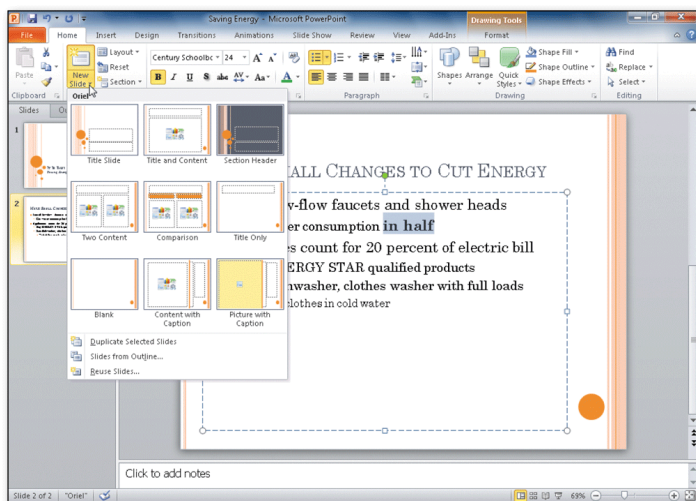 Saving Energy - Microsoft PowerPoint
Drawing Tools
File Home Insert Design Transitions Animations Slide Show Review View Add-Ins Format
New Slide
Layout
Reset
Section
Paste
Century Schoolbo 24
B I U S abc AV Aa A
Shapes Arrange Quick Styles
Shape Fill
Shape Outline
Shape Effects
Find
Replace
Select
Clipboard
Paragraph
Drawing
Editing
Slides
Oriel
Title Slide
Title and Content
Section Header
Two Content
Comparison
Title Only
Blank
Content with Caption
Picture with Caption
Duplicate Selected Slides
Slides from Outline...
Reuse Slides...
1
2
ALL CHANGES TO CUT ENERGY
w-flow faucets and shower heads
er consumption in half
es count for 20 percent of electric bill
ERGY STAR qualified products
hwasher, clothes washer with full loads
clothes in cold water
Click to add notes
Slide 2 of 2 "Oriel" 69%